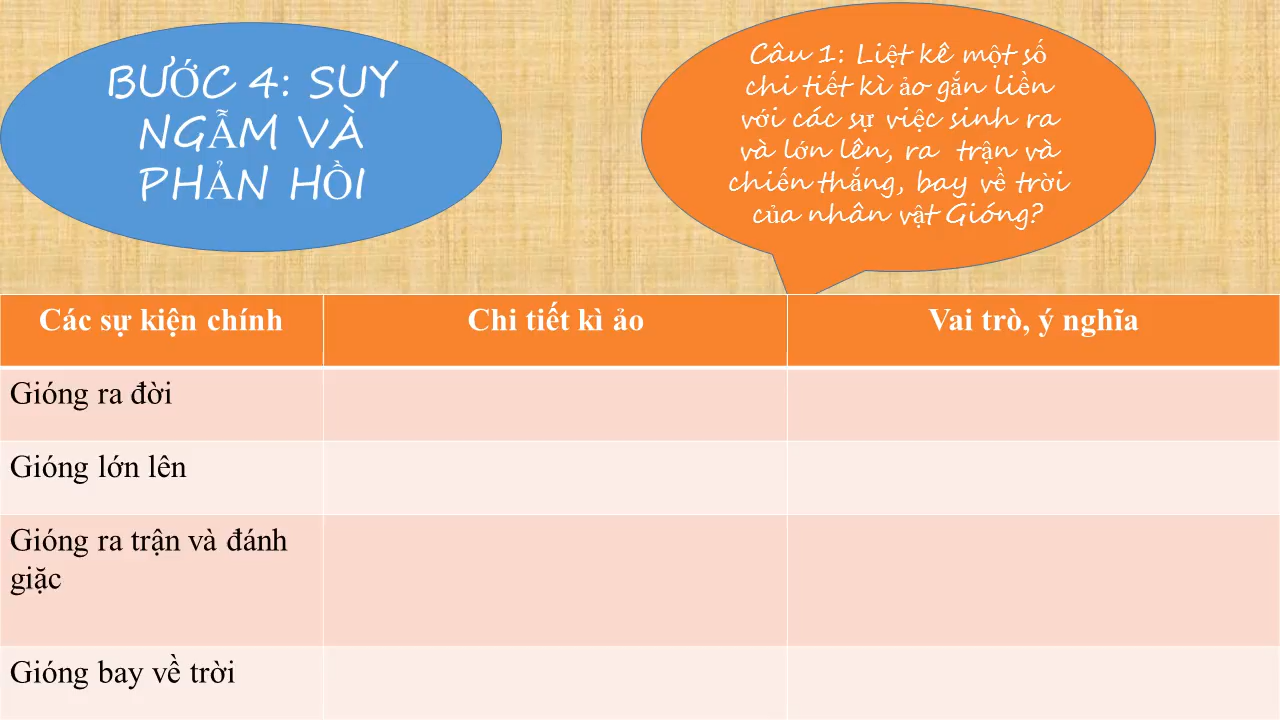 BƯỚC 4: SUY
NGẪM VÀ
PHẢN HỒI
Câu 1: Liệt kê một số
chi tiết kì ảo gắn liền
với các sự việc sinh ra
và lớn lên, ra trận và
chiến thắng, bay về trời
của nhân vật Gióng?
Các sự kiện chính
Chi tiết kì ảo
Vai trò, ý nghĩa
Gióng ra đời
Gióng lớn lên
Gióng ra trận và đánh
giặc
Gióng bay về trời